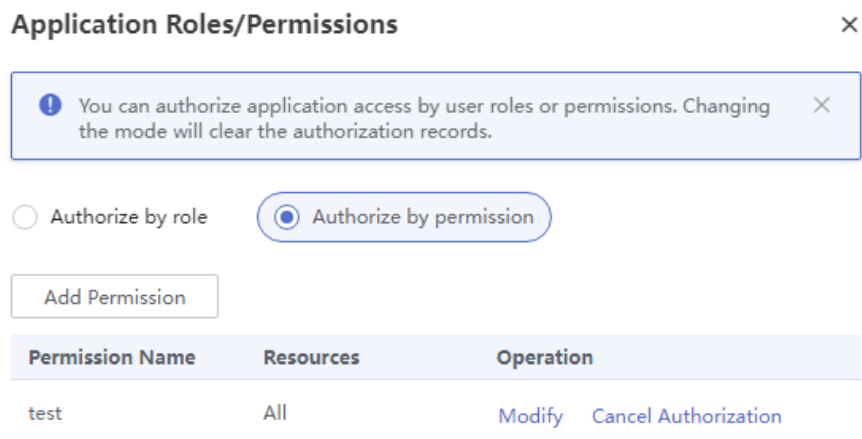 Application Roles/Permissions
You can authorize application access by user roles or permissions. Changing
the mode will clear the authorization records.
Authorize by role Authorize by permission
Add Permission
Permission Name Resources Operation
test All Modify Cancel Authorization